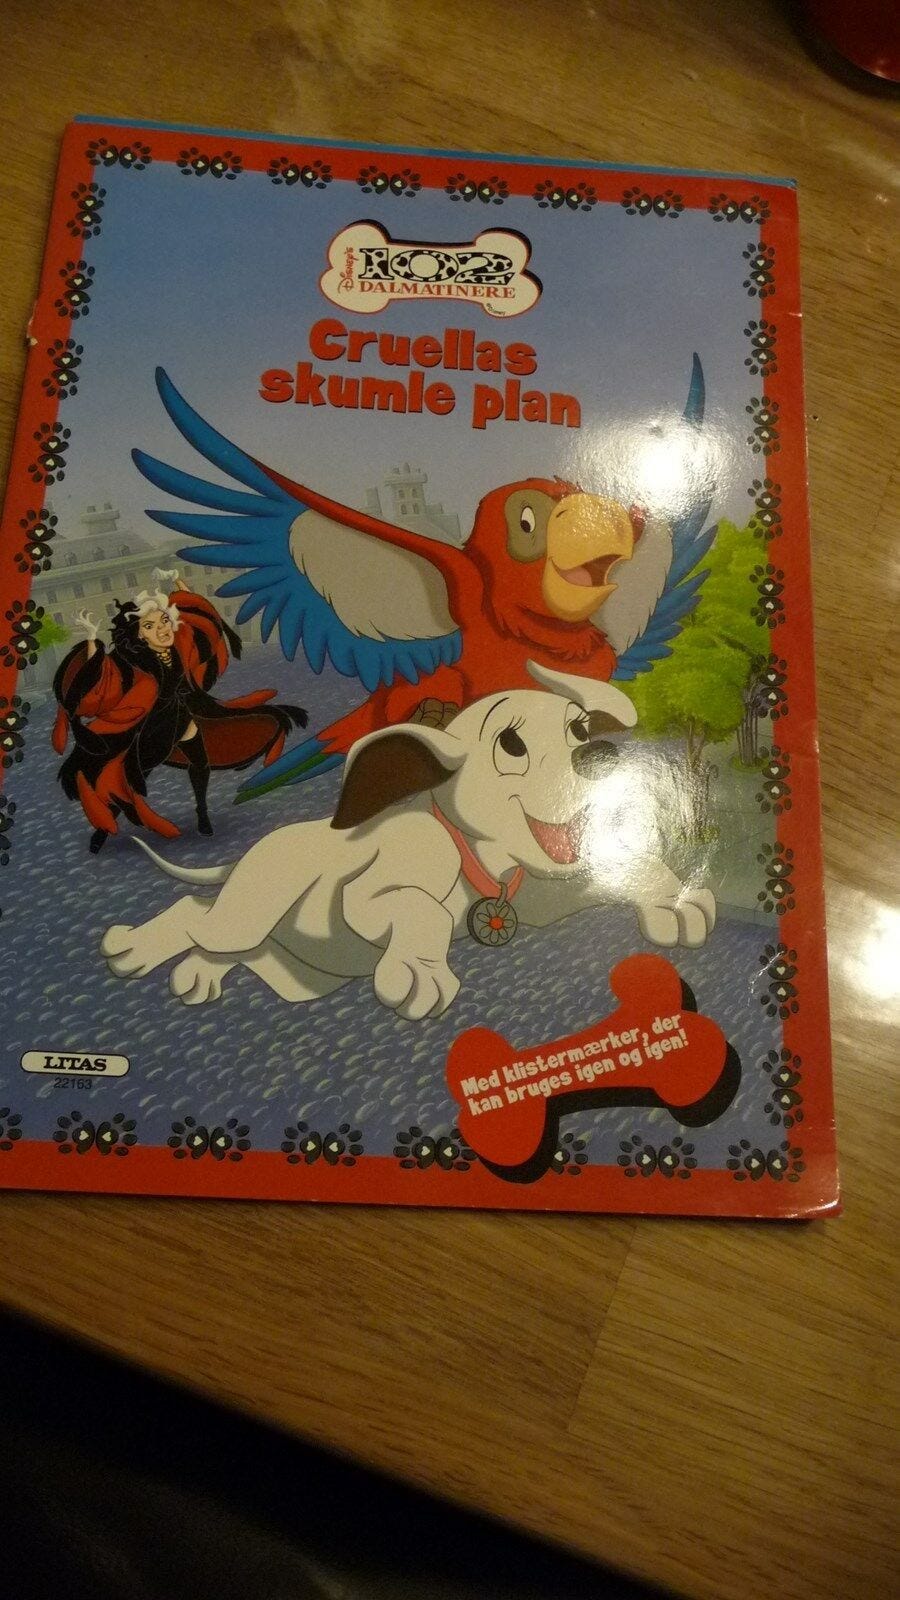 Disney's
102
DALMATINERE
Cruellas
skumle plan
LITAS
22163
Med klistermærker, der
kan bruges igen og igen!